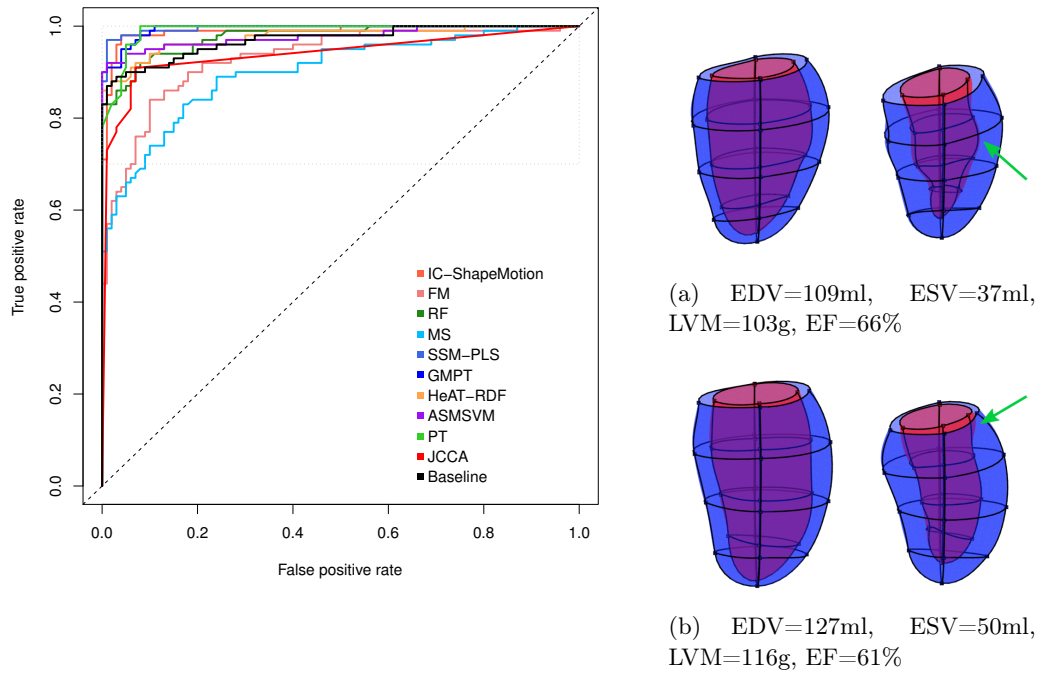 True positive rate
1.0
0.8
0.6
0.4
0.2
0.0
IC−ShapeMotion
FM
RF
MS
SSM−PLS
GMPT
HeAT−RDF
ASMSVM
PT
JCCA
Baseline
0.0 0.2 0.4 0.6 0.8 1.0
False positive rate
(a) EDV=109ml, ESV=37ml,
LVM=103g, EF=66%
(b) EDV=127ml, ESV=50ml,
LVM=116g, EF=61%